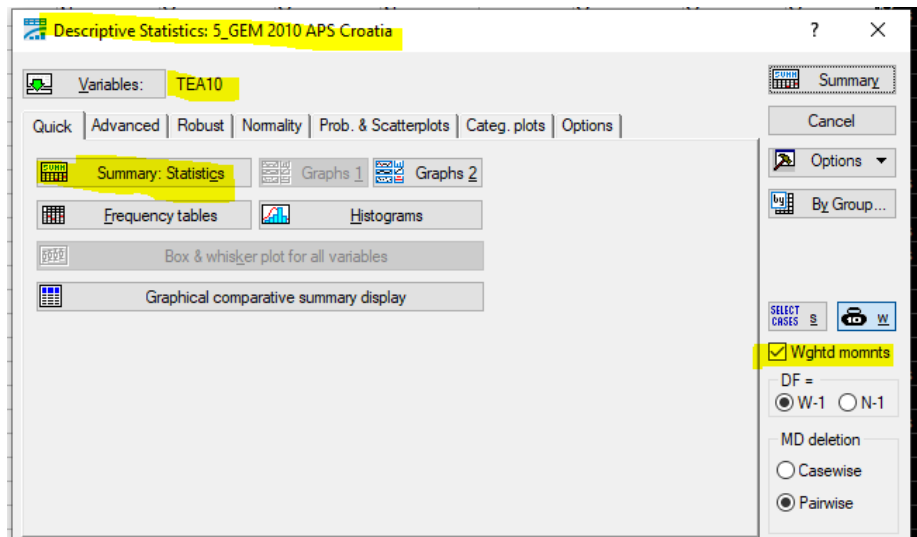 Descriptive Statistics: 5_GEM 2010 APS Croatia ? ×
Variables: TEA10
Quick Advanced Robust Normality Prob. & Scatterplots Categ. plots Options
SUMM Summary: Statistics Graphs 1 Graphs 2
Frequency tables Histograms
Box & whisker plot for all variables
Graphical comparative summary display
SUMM Summary
Cancel
Options
By Group...
SELECT CASES S W
Wghtd momnts
DF =
W-1 N-1
MD deletion
Casewise
Pairwise